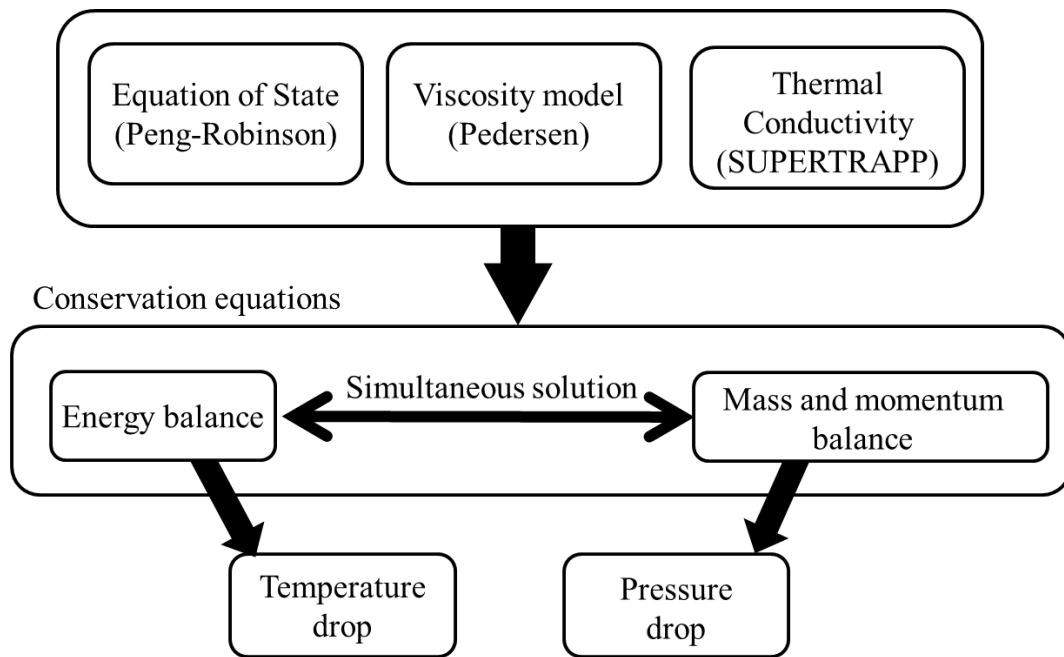 Equation of State
(Peng-Robinson)
Viscosity model
(Pedersen)
Thermal
Conductivity
(SUPERTRAPP)
Conservation equations
Energy balance
Simultaneous solution
Mass and momentum
balance
Temperature
drop
Pressure
drop